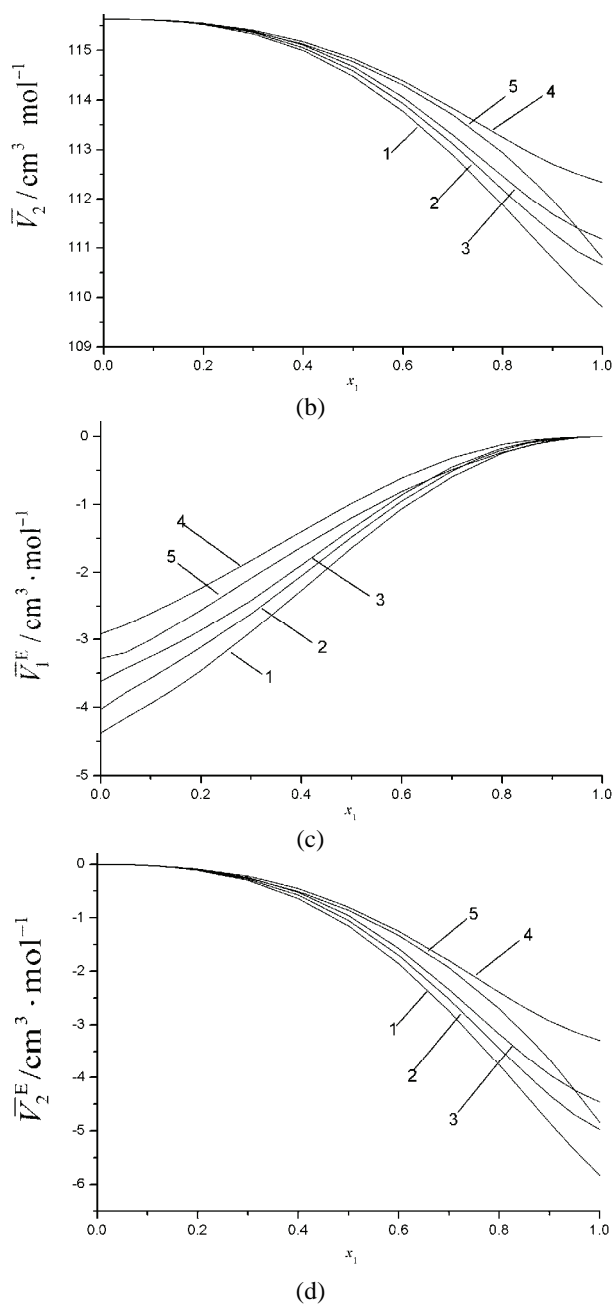 115
114
113
112
111
110
109
V̅₂ /cm³ mol⁻¹
5
4
1
2
3
0.0 0.2 0.4 0.6 0.8 1.0
x₁
(b)
0
-1
-2
-3
-4
-5
V̅₁ᴱ /cm³ · mol⁻¹
4
5
3
2
1
0.0 0.2 0.4 0.6 0.8 1.0
x₁
(c)
0
-1
-2
-3
-4
-5
-6
V̅₂ᴱ /cm³ · mol⁻¹
5
4
1
2
3
0.0 0.2 0.4 0.6 0.8 1.0
x₁
(d)